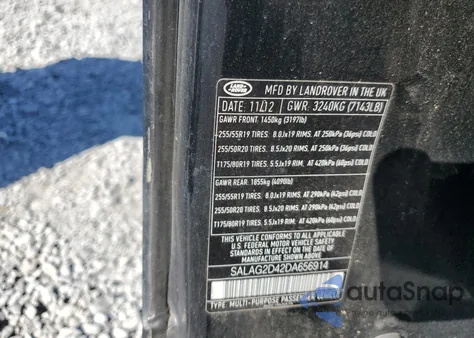 LAND ROVER
MFD BY LANDROVER IN THE UK
DATE: 11/12 GWR: 3240KG (7143LB)
GAWR FRONT: 1450kg (3197lb)
255/55R19 TIRES: 8.0Jx19 RIMS. AT 250kPa (36psi) COLD
255/50R20 TIRES: 8.5Jx20 RIMS. AT 250kPa (36psi) COLD
T175/80R19 TIRES: 5.5Jx19 RIM, AT 420kPa (60psi) COLD
GAWR REAR: 1855kg (4090lb)
255/55R19 TIRES: 8.0Jx19 RIMS. AT 290kPa (42psi) COLD
255/50R20 TIRES: 8.5Jx20 RIMS. AT 290kPa (42psi) COLD
T175/80R19 TIRES: 5.5Jx19 RIM, AT 420kPa (60psi) COLD
THIS VEHICLE CONFORMS TO ALL APPLICABLE
U.S. FEDERAL MOTOR VEHICLE SAFETY
STANDARDS IN EFFECT ON THE DATE OF
MANUFACTURE SHOWN ABOVE
SALAG2D42DA656914
TYPE: MULTI-PURPOSE
autoSnap